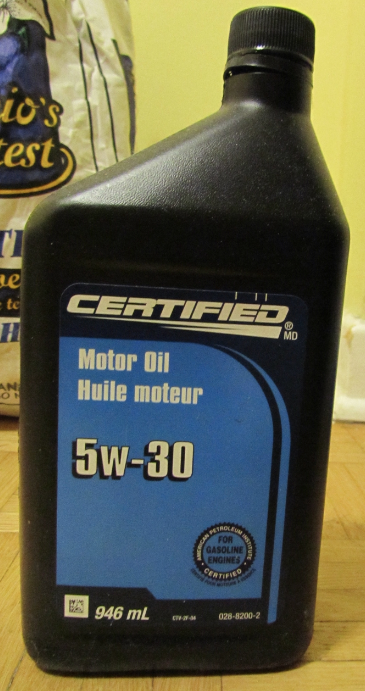 io's
test
CERTIFIED
® MD
Motor Oil
Huile moteur
5w-30
AMERICAN PETROLEUM INSTITUTE
FOR
GASOLINE
ENGINES
CERTIFIED
946 mL
028-8200-2